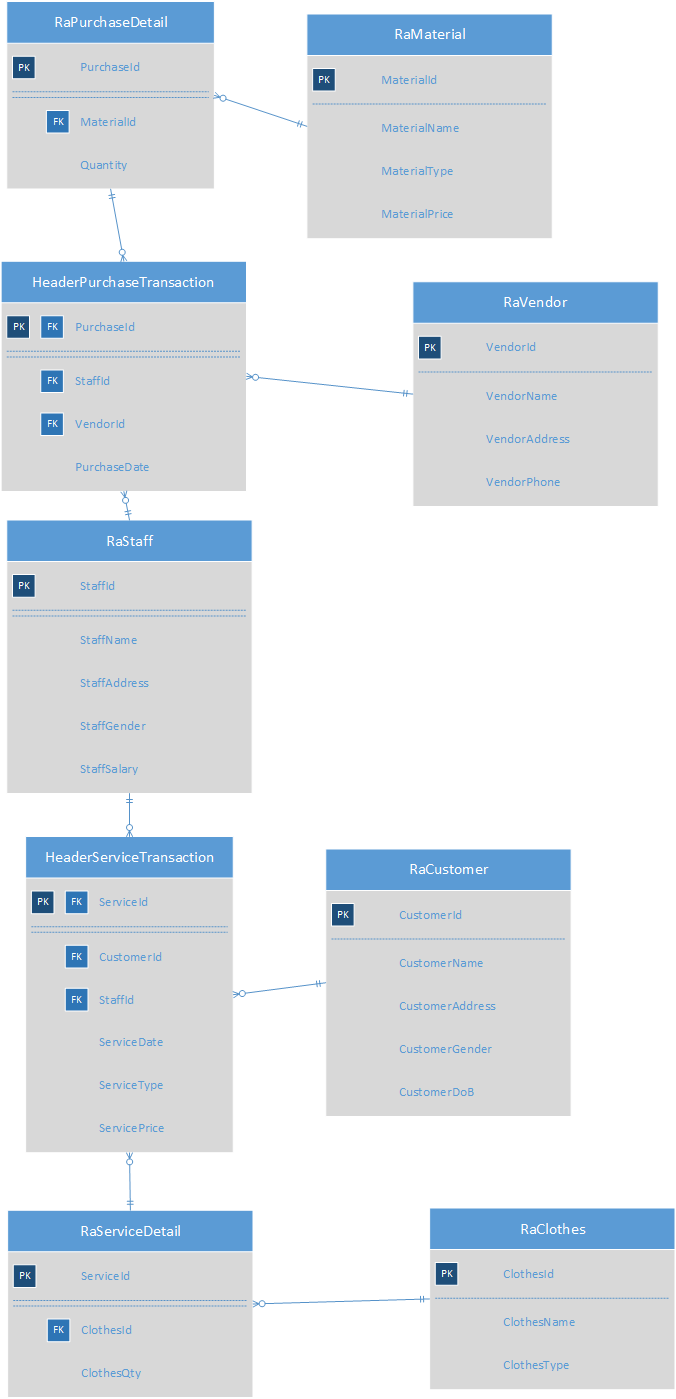 RaPurchaseDetail
PK PurchaseId
FK MaterialId
Quantity
RaMaterial
PK MaterialId
MaterialName
MaterialType
MaterialPrice
HeaderPurchaseTransaction
PK FK PurchaseId
FK StaffId
FK VendorId
PurchaseDate
RaVendor
PK VendorId
VendorName
VendorAddress
VendorPhone
RaStaff
PK StaffId
StaffName
StaffAddress
StaffGender
StaffSalary
HeaderServiceTransaction
PK FK ServiceId
FK CustomerId
FK StaffId
ServiceDate
ServiceType
ServicePrice
RaCustomer
PK CustomerId
CustomerName
CustomerAddress
CustomerGender
CustomerDoB
RaServiceDetail
PK ServiceId
FK ClothesId
ClothesQty
RaClothes
PK ClothesId
ClothesName
ClothesType